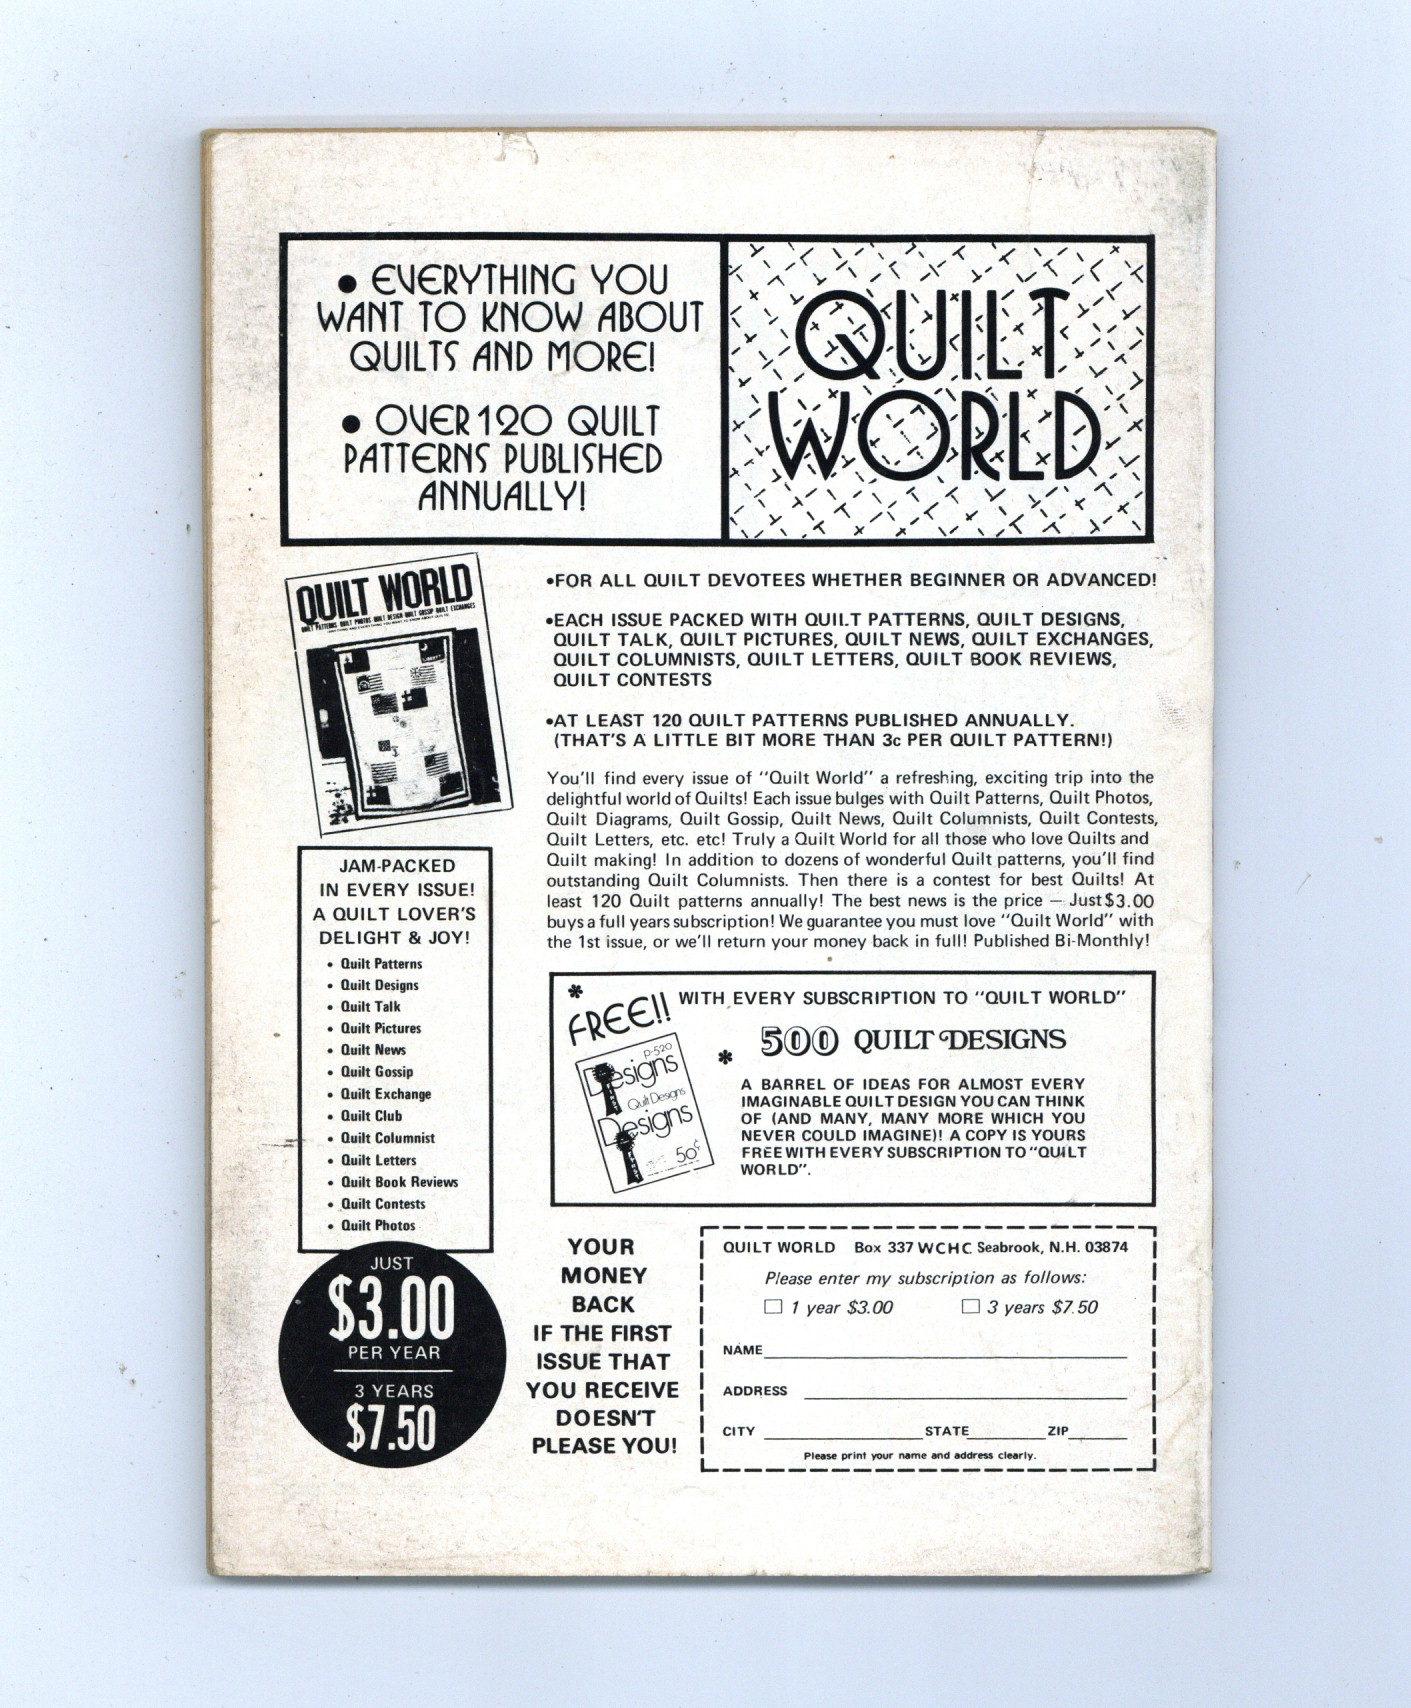 • EVERYTHING YOU
WANT TO KNOW ABOUT
QUILTS AND MORE!
• OVER 120 QUILT
PATTERNS PUBLISHED
ANNUALLY!
QUILT
WORLD
QUILT WORLD
QUILT PATTERNS QUILT PHOTOS QUILT DESIGN QUILT GOSSIP QUILT EXCHANGES
LIBERTY
•FOR ALL QUILT DEVOTEES WHETHER BEGINNER OR ADVANCED!
•EACH ISSUE PACKED WITH QUILT PATTERNS, QUILT DESIGNS,
QUILT TALK, QUILT PICTURES, QUILT NEWS, QUILT EXCHANGES,
QUILT COLUMNISTS, QUILT LETTERS, QUILT BOOK REVIEWS,
QUILT CONTESTS
•AT LEAST 120 QUILT PATTERNS PUBLISHED ANNUALLY.
(THAT'S A LITTLE BIT MORE THAN 3c PER QUILT PATTERN!)
You'll find every issue of "Quilt World" a refreshing, exciting trip into the
delightful world of Quilts! Each issue bulges with Quilt Patterns, Quilt Photos,
Quilt Diagrams, Quilt Gossip, Quilt News, Quilt Columnists, Quilt Contests,
Quilt Letters, etc. etc! Truly a Quilt World for all those who love Quilts and
Quilt making! In addition to dozens of wonderful Quilt patterns, you'll find
outstanding Quilt Columnists. Then there is a contest for best Quilts! At
least 120 Quilt patterns annually! The best news is the price — Just $3.00
buys a full years subscription! We guarantee you must love "Quilt World" with
the 1st issue, or we'll return your money back in full! Published Bi-Monthly!
JAM-PACKED
IN EVERY ISSUE!
A QUILT LOVER'S
DELIGHT & JOY!
• Quilt Patterns
• Quilt Designs
• Quilt Talk
• Quilt Pictures
• Quilt News
• Quilt Gossip
• Quilt Exchange
• Quilt Club
• Quilt Columnist
• Quilt Letters
• Quilt Book Reviews
• Quilt Contests
• Quilt Photos
JUST
$3.00
PER YEAR
3 YEARS
$7.50
* FREE!! WITH EVERY SUBSCRIPTION TO "QUILT WORLD"
* 500 QUILT DESIGNS
P-520
Designs
Quilt Designs
Designs
50¢
A BARREL OF IDEAS FOR ALMOST EVERY
IMAGINABLE QUILT DESIGN YOU CAN THINK
OF (AND MANY, MANY MORE WHICH YOU
NEVER COULD IMAGINE)! A COPY IS YOURS
FREE WITH EVERY SUBSCRIPTION TO "QUILT
WORLD".
YOUR
MONEY
BACK
IF THE FIRST
ISSUE THAT
YOU RECEIVE
DOESN'T
PLEASE YOU!
QUILT WORLD Box 337 WCHC Seabrook, N.H. 03874
Please enter my subscription as follows:
1 year $3.00 3 years $7.50
NAME
ADDRESS
CITY STATE ZIP
Please print your name and address clearly.